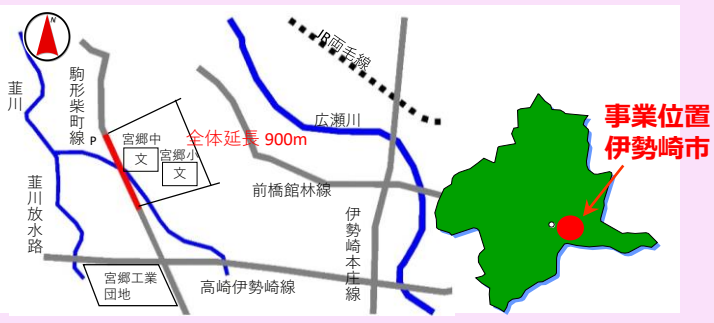 N
JR両毛線
韮川
駒形柴町線
P
宮郷中
文
宮郷小
文
全体延長 900m
広瀬川
前橋館林線
韮川放水路
伊勢崎本庄線
宮郷工業
団地
高崎伊勢崎線
事業位置
伊勢崎市